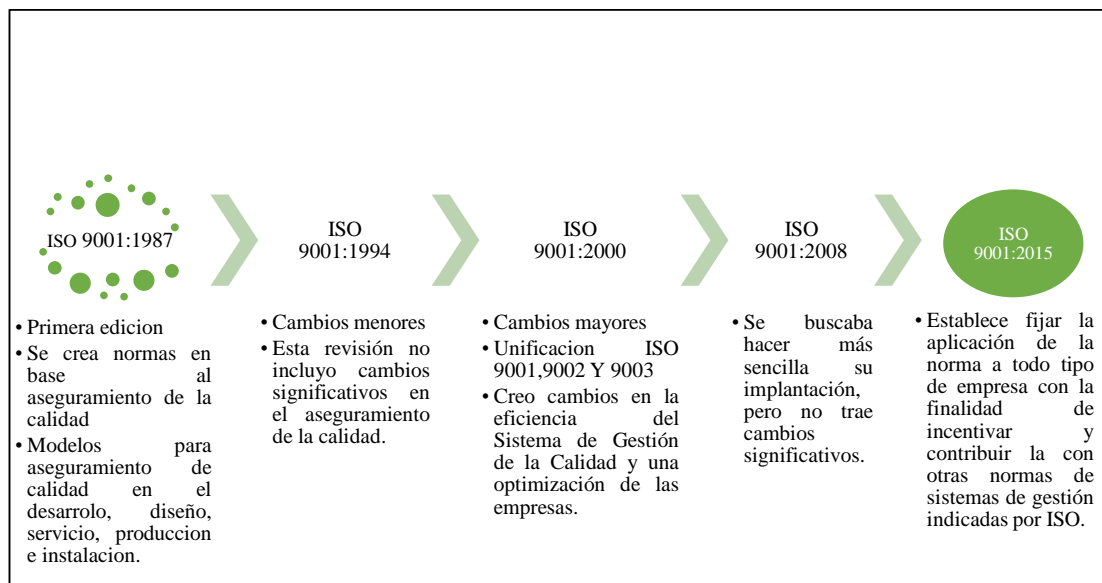 ISO 9001:1987
• Primera edicion
• Se crea normas en
base al
aseguramiento de la
calidad
• Modelos para
aseguramiento de
calidad en el
desarrolo, diseño,
servicio, produccion
e instalacion.
ISO
9001:1994
• Cambios menores
• Esta revisión no
incluyo cambios
significativos en
el aseguramiento
de la calidad.
ISO
9001:2000
• Cambios mayores
• Unificacion ISO
9001,9002 Y 9003
• Creo cambios en la
eficiencia del
Sistema de Gestión
de la Calidad y una
optimización de las
empresas.
ISO
9001:2008
• Se buscaba
hacer más
sencilla su
implantación,
pero no trae
cambios
significativos.
ISO
9001:2015
• Establece fijar la
aplicación de la
norma a todo tipo
de empresa con la
finalidad de
incentivar y
contribuir la con
otras normas de
sistemas de gestión
indicadas por ISO.